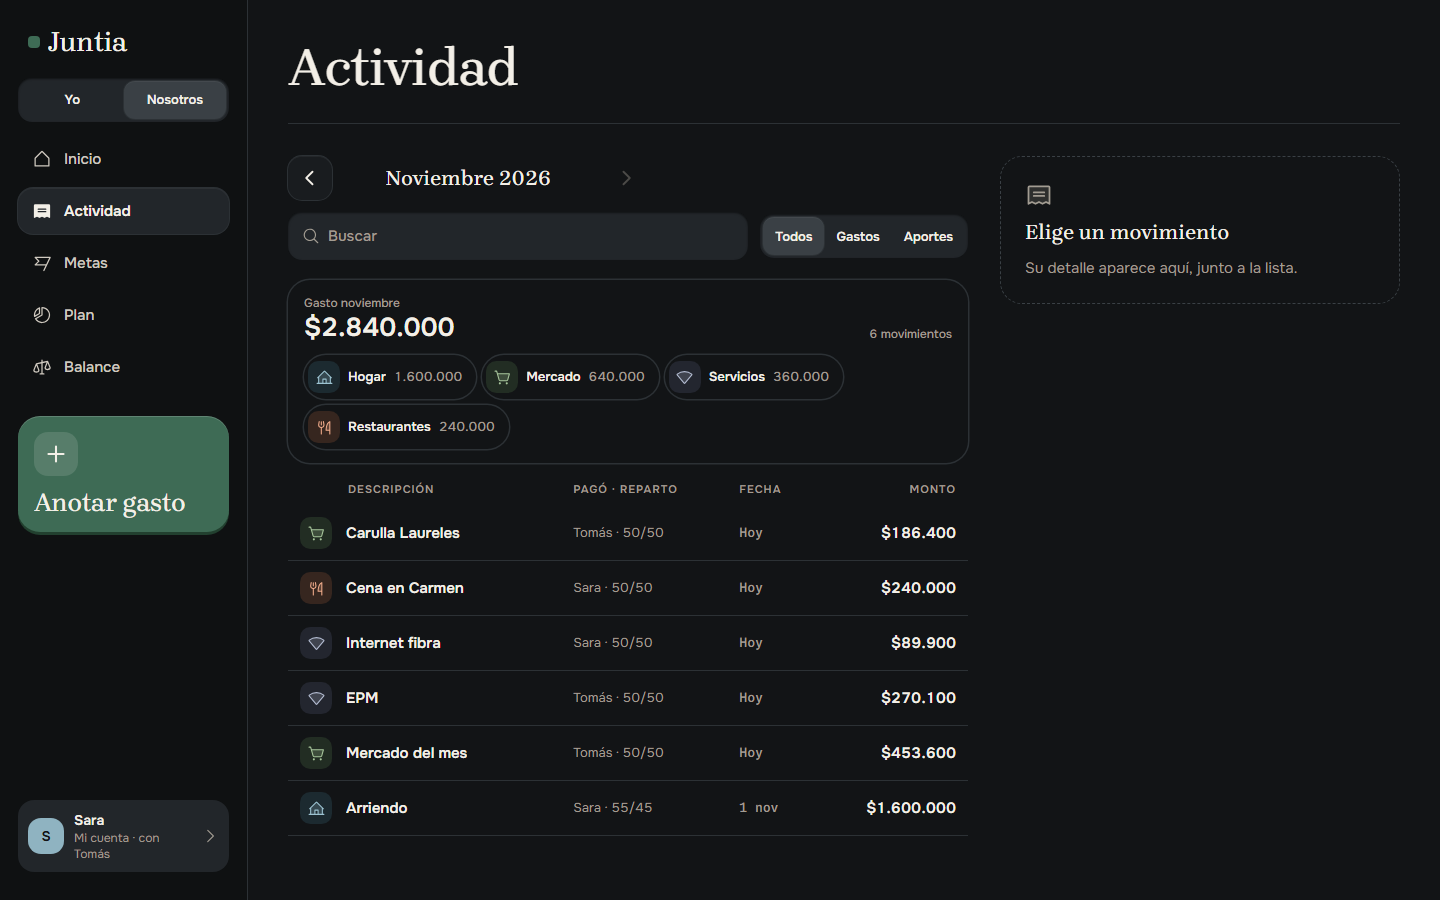 Juntia
Yo
Nosotros
Inicio
Actividad
Metas
Plan
Balance
Anotar gasto
S
Sara
Mi cuenta · con
Tomás
Actividad
Noviembre 2026
Buscar
Todos
Gastos
Aportes
Gasto noviembre
$2.840.000
6 movimientos
Hogar 1.600.000
Mercado 640.000
Servicios 360.000
Restaurantes 240.000
DESCRIPCIÓN PAGÓ · REPARTO FECHA MONTO
Carulla Laureles Tomás · 50/50 Hoy $186.400
Cena en Carmen Sara · 50/50 Hoy $240.000
Internet fibra Sara · 50/50 Hoy $89.900
EPM Tomás · 50/50 Hoy $270.100
Mercado del mes Tomás · 50/50 Hoy $453.600
Arriendo Sara · 55/45 1 nov $1.600.000
Elige un movimiento
Su detalle aparece aquí, junto a la lista.